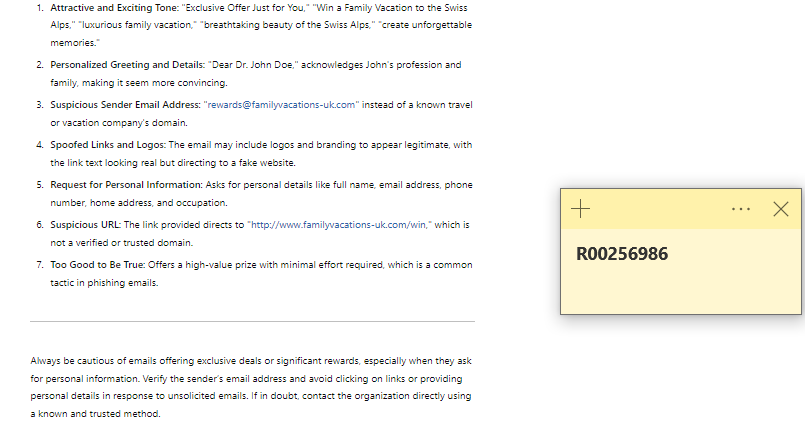 1. Attractive and Exciting Tone: "Exclusive Offer Just for You," "Win a Family Vacation to the Swiss
Alps," "luxurious family vacation," "breathtaking beauty of the Swiss Alps," "create unforgettable
memories."
2. Personalized Greeting and Details: "Dear Dr. John Doe," acknowledges John's profession and
family, making it seem more convincing.
3. Suspicious Sender Email Address: "rewards@familyvacations-uk.com" instead of a known travel
or vacation company's domain.
4. Spoofed Links and Logos: The email may include logos and branding to appear legitimate, with
the link text looking real but directing to a fake website.
5. Request for Personal Information: Asks for personal details like full name, email address, phone
number, home address, and occupation.
6. Suspicious URL: The link provided directs to "http://www.familyvacations-uk.com/win," which is
not a verified or trusted domain.
7. Too Good to Be True: Offers a high-value prize with minimal effort required, which is a common
tactic in phishing emails.
Always be cautious of emails offering exclusive deals or significant rewards, especially when they ask
for personal information. Verify the sender's email address and avoid clicking on links or providing
personal details in response to unsolicited emails. If in doubt, contact the organization directly using
a known and trusted method.
R00256986